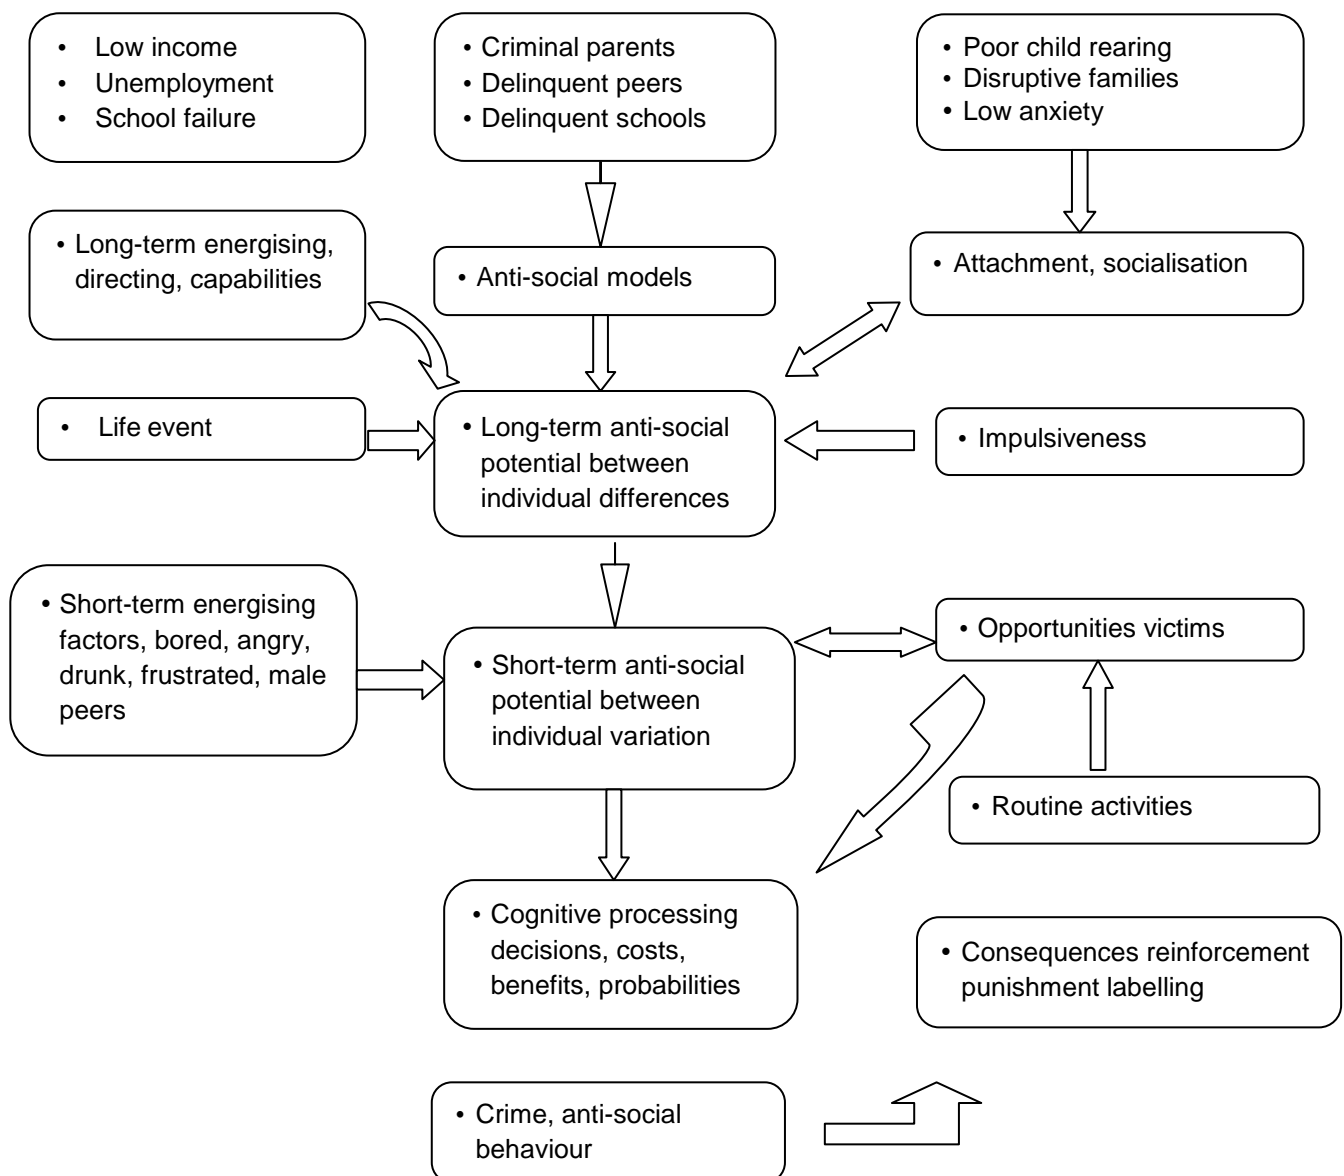 • Low income
• Unemployment
• School failure
• Criminal parents
• Delinquent peers
• Delinquent schools
• Poor child rearing
• Disruptive families
• Low anxiety
• Long-term energising,
directing, capabilities
• Anti-social models
• Attachment, socialisation
• Life event
• Long-term anti-social
potential between
individual differences
• Impulsiveness
• Short-term energising
factors, bored, angry,
drunk, frustrated, male
peers
• Short-term anti-social
potential between
individual variation
• Opportunities victims
• Routine activities
• Cognitive processing
decisions, costs,
benefits, probabilities
• Consequences reinforcement
punishment labelling
• Crime, anti-social
behaviour